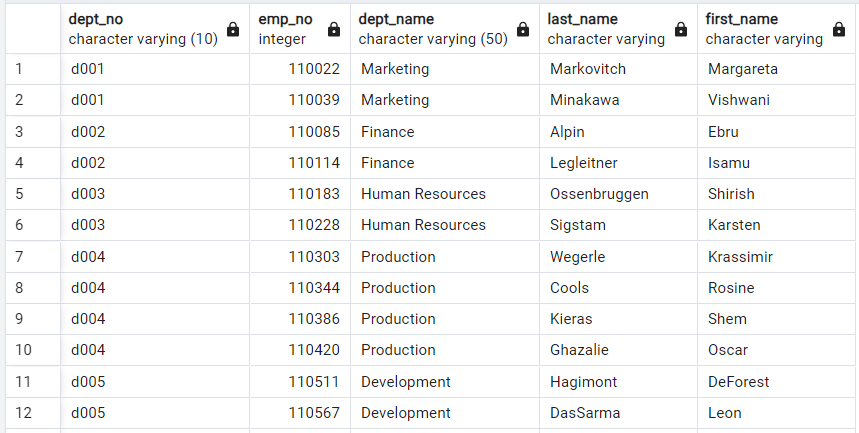 dept_no emp_no dept_name last_name first_name
character varying (10) integer character varying (50) character varying character varying
1 d001 110022 Marketing Markovitch Margareta
2 d001 110039 Marketing Minakawa Vishwani
3 d002 110085 Finance Alpin Ebru
4 d002 110114 Finance Legleitner Isamu
5 d003 110183 Human Resources Ossenbruggen Shirish
6 d003 110228 Human Resources Sigstam Karsten
7 d004 110303 Production Wegerle Krassimir
8 d004 110344 Production Cools Rosine
9 d004 110386 Production Kieras Shem
10 d004 110420 Production Ghazalie Oscar
11 d005 110511 Development Hagimont DeForest
12 d005 110567 Development DasSarma Leon